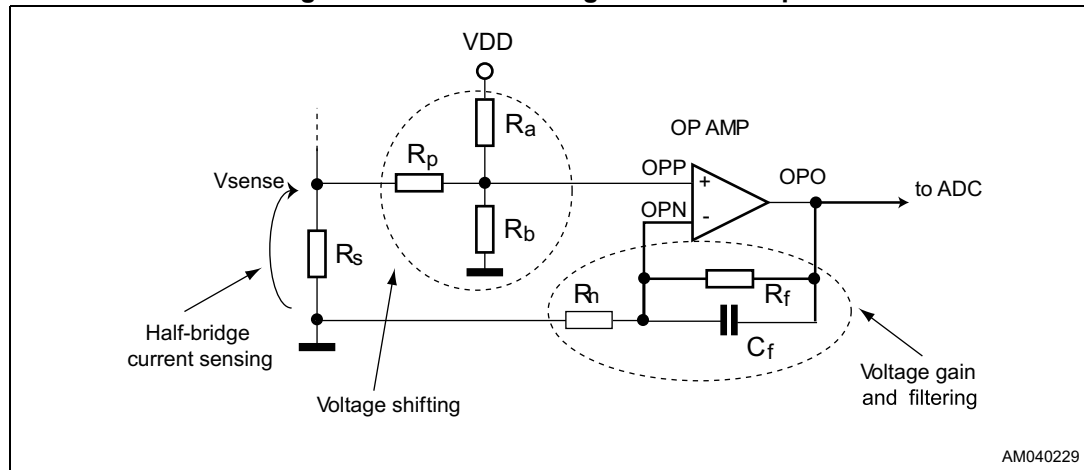 VDD
Ra
OP AMP
Rp
OPP
OPO
Vsense
+
to ADC
OPN
-
Rb
Rs
Rf
Rn
Half-bridge
current sensing
Cf
Voltage gain
and filtering
Voltage shifting
AM040229